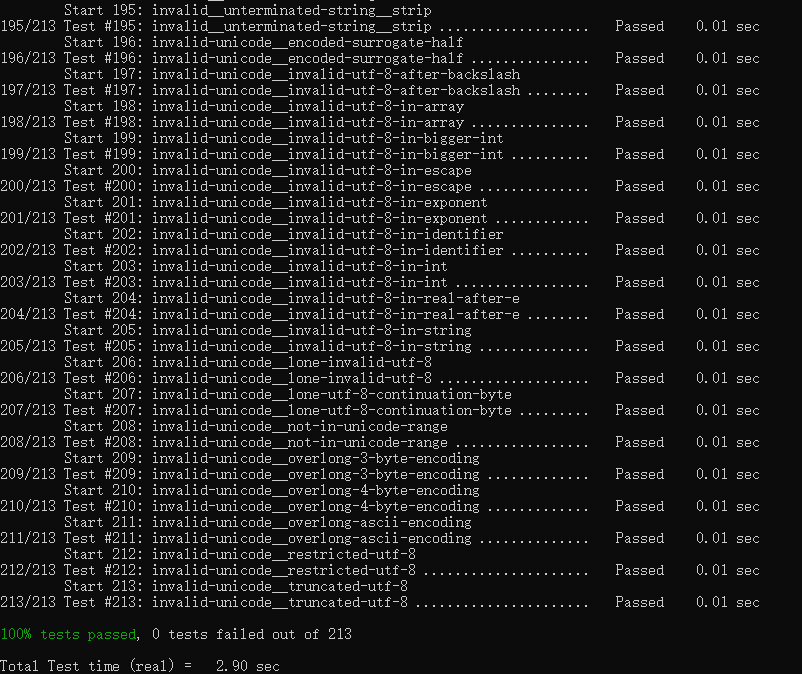 Start 195: invalid__unterminated-string__strip
195/213 Test #195: invalid__unterminated-string__strip ...................   Passed    0.01 sec
Start 196: invalid-unicode__encoded-surrogate-half
196/213 Test #196: invalid-unicode__encoded-surrogate-half ...............   Passed    0.01 sec
Start 197: invalid-unicode__invalid-utf-8-after-backslash
197/213 Test #197: invalid-unicode__invalid-utf-8-after-backslash ........   Passed    0.01 sec
Start 198: invalid-unicode__invalid-utf-8-in-array
198/213 Test #198: invalid-unicode__invalid-utf-8-in-array ...............   Passed    0.01 sec
Start 199: invalid-unicode__invalid-utf-8-in-bigger-int
199/213 Test #199: invalid-unicode__invalid-utf-8-in-bigger-int ..........   Passed    0.01 sec
Start 200: invalid-unicode__invalid-utf-8-in-escape
200/213 Test #200: invalid-unicode__invalid-utf-8-in-escape ..............   Passed    0.01 sec
Start 201: invalid-unicode__invalid-utf-8-in-exponent
201/213 Test #201: invalid-unicode__invalid-utf-8-in-exponent ............   Passed    0.01 sec
Start 202: invalid-unicode__invalid-utf-8-in-identifier
202/213 Test #202: invalid-unicode__invalid-utf-8-in-identifier ..........   Passed    0.01 sec
Start 203: invalid-unicode__invalid-utf-8-in-int
203/213 Test #203: invalid-unicode__invalid-utf-8-in-int .................   Passed    0.01 sec
Start 204: invalid-unicode__invalid-utf-8-in-real-after-e
204/213 Test #204: invalid-unicode__invalid-utf-8-in-real-after-e ........   Passed    0.01 sec
Start 205: invalid-unicode__invalid-utf-8-in-string
205/213 Test #205: invalid-unicode__invalid-utf-8-in-string ..............   Passed    0.01 sec
Start 206: invalid-unicode__lone-invalid-utf-8
206/213 Test #206: invalid-unicode__lone-invalid-utf-8 ...................   Passed    0.01 sec
Start 207: invalid-unicode__lone-utf-8-continuation-byte
207/213 Test #207: invalid-unicode__lone-utf-8-continuation-byte .........   Passed    0.01 sec
Start 208: invalid-unicode__not-in-unicode-range
208/213 Test #208: invalid-unicode__not-in-unicode-range .................   Passed    0.01 sec
Start 209: invalid-unicode__overlong-3-byte-encoding
209/213 Test #209: invalid-unicode__overlong-3-byte-encoding .............   Passed    0.01 sec
Start 210: invalid-unicode__overlong-4-byte-encoding
210/213 Test #210: invalid-unicode__overlong-4-byte-encoding .............   Passed    0.01 sec
Start 211: invalid-unicode__overlong-ascii-encoding
211/213 Test #211: invalid-unicode__overlong-ascii-encoding ..............   Passed    0.01 sec
Start 212: invalid-unicode__restricted-utf-8
212/213 Test #212: invalid-unicode__restricted-utf-8 .....................   Passed    0.01 sec
Start 213: invalid-unicode__truncated-utf-8
213/213 Test #213: invalid-unicode__truncated-utf-8 ......................   Passed    0.01 sec
100% tests passed, 0 tests failed out of 213
Total Test time (real) =   2.90 sec